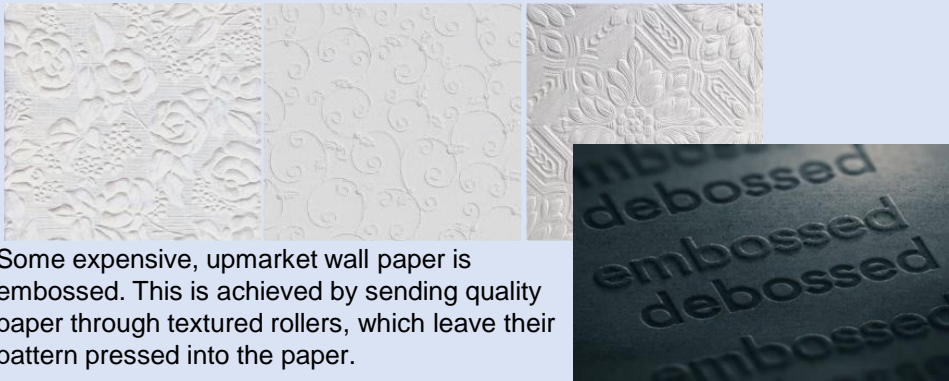 Some expensive, upmarket wall paper is
embossed. This is achieved by sending quality
paper through textured rollers, which leave their
pattern pressed into the paper.
debossed
embossed
debossed